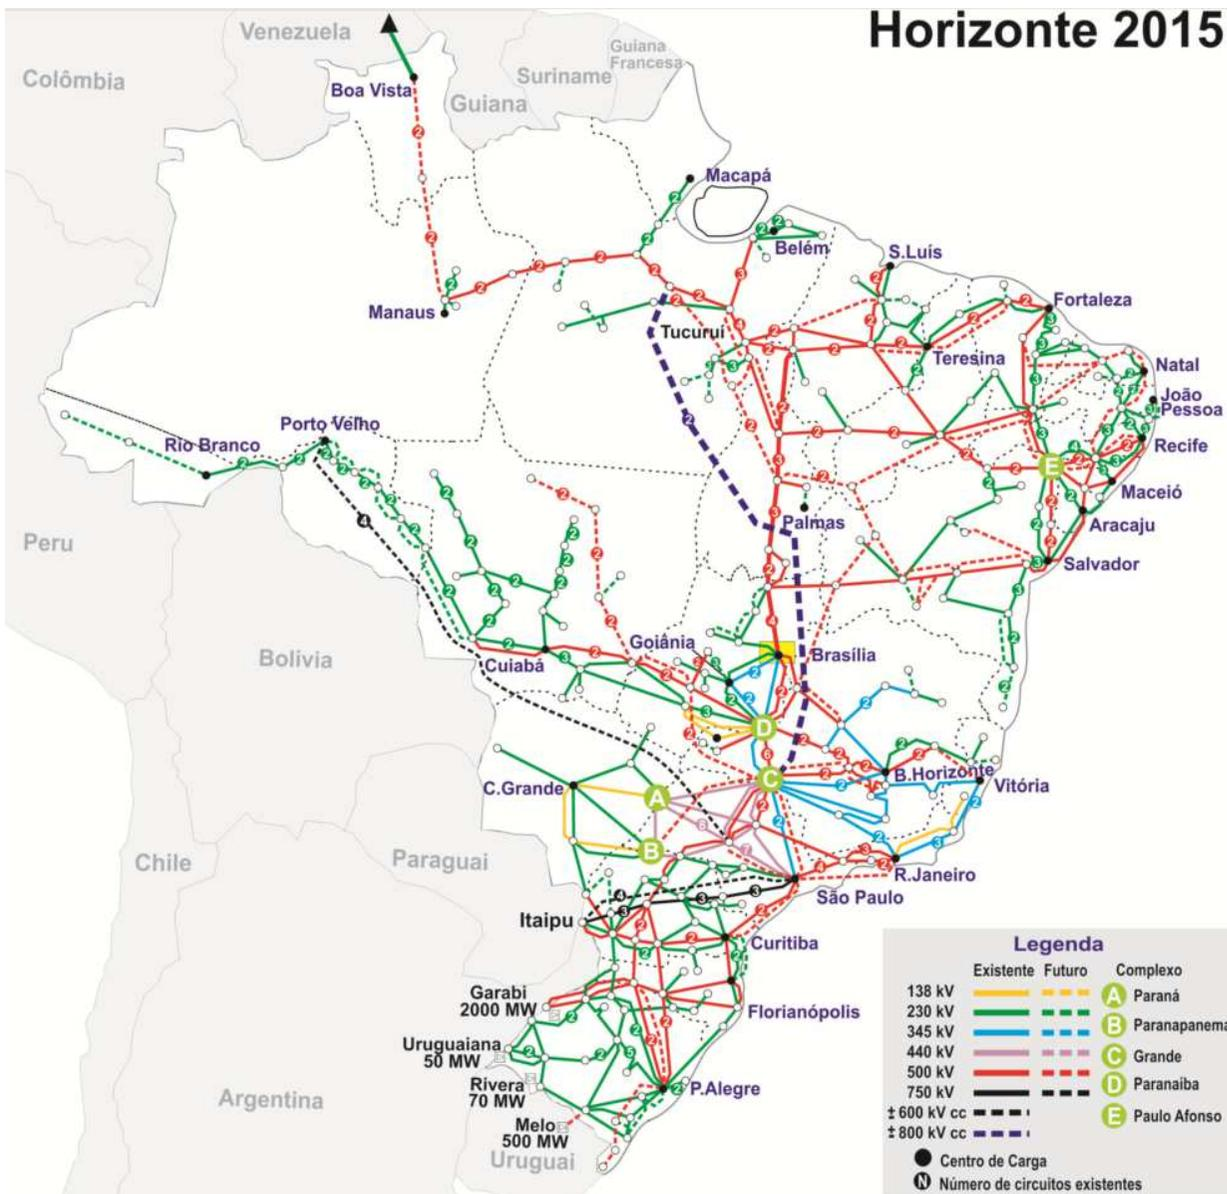 Horizonte 2015
Venezuela
Colômbia
Guiana
Francesa
Suriname
Boa Vista
Guiana
Macapá
Belém
S.Luís
Manaus
Fortaleza
Tucuruí
Teresina
Natal
João
Pessoa
Porto Velho
Rio Branco
Recife
E
Maceió
Palmas
Aracaju
Peru
Salvador
Goiânia
Brasília
Bolívia
Cuiabá
D
B.Horizonte
C
Vitória
C.Grande
A
B
Chile
Paraguai
R.Janeiro
São Paulo
Itaipu
Curitiba
Garabi
2000 MW
Florianópolis
Uruguaiana
50 MW
Rivera
70 MW
P.Alegre
Argentina
Melo
500 MW
Uruguai
Legenda
Existente Futuro Complexo
138 kV A Paraná
230 kV
345 kV B Paranapanema
440 kV C Grande
500 kV
750 kV D Paranaíba
± 600 kV cc
± 800 kV cc E Paulo Afonso
Centro de Carga
N Número de circuitos existentes